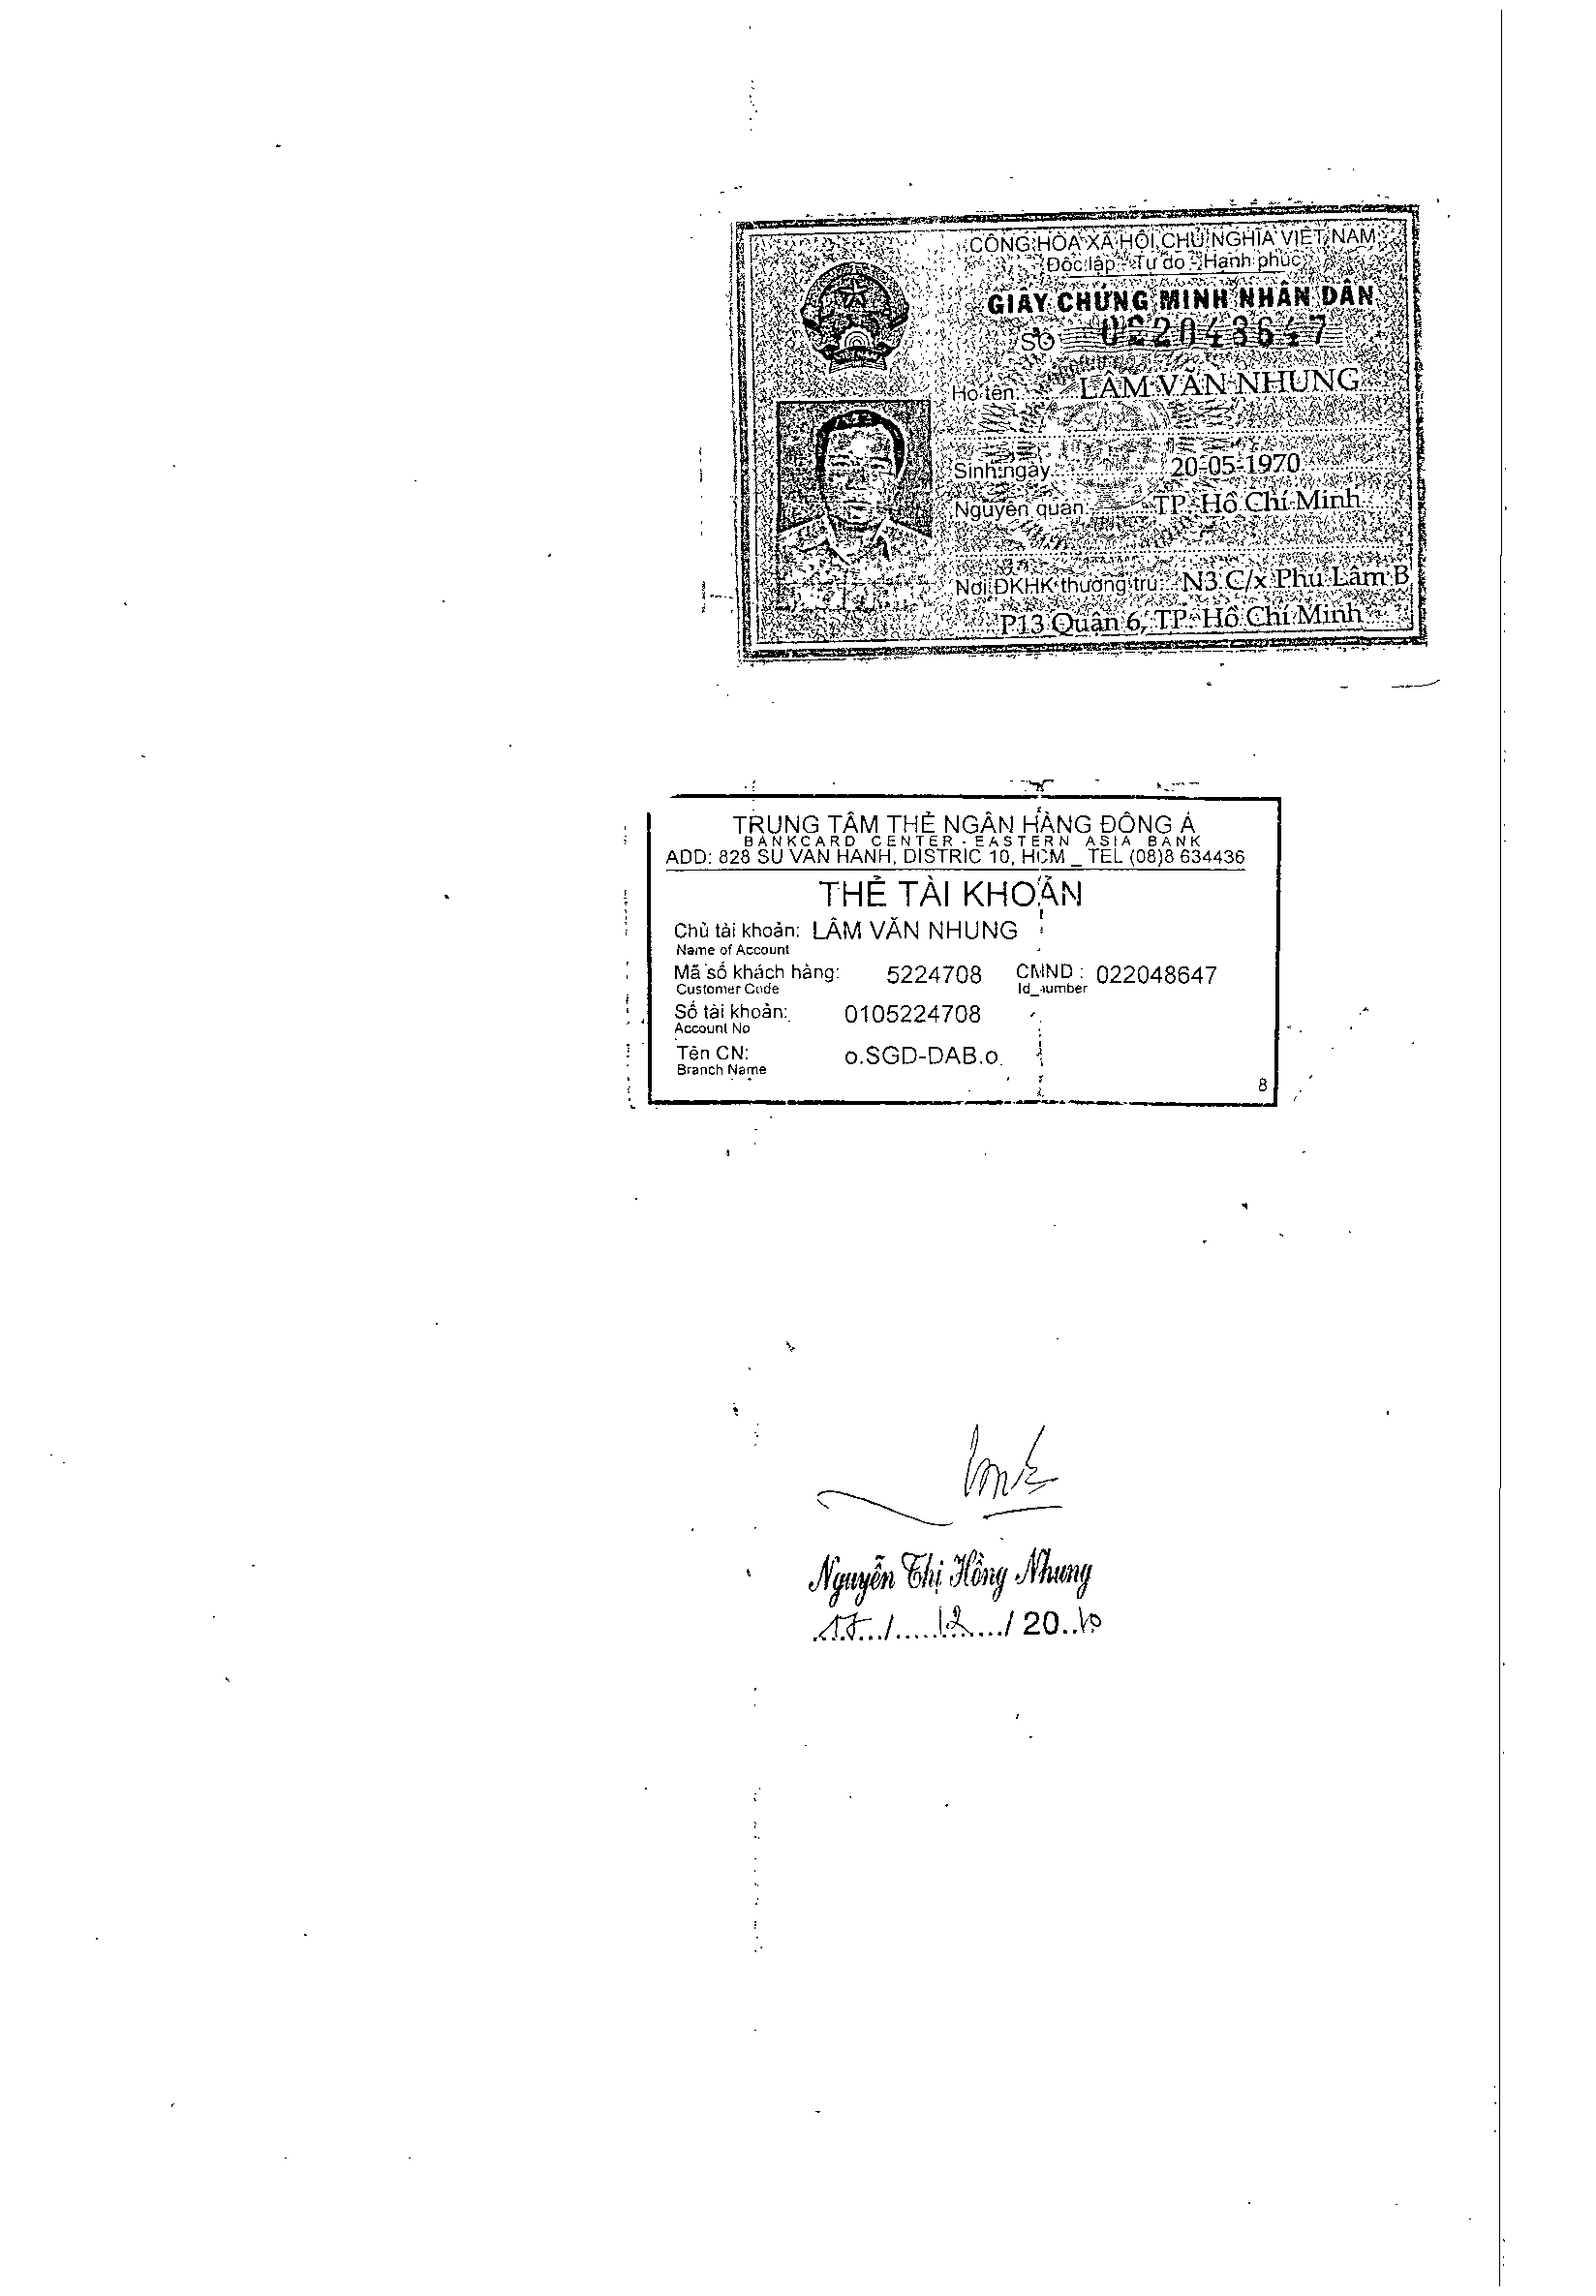 CỘNG HÒA XÃ HỘI CHỦ NGHĨA VIỆT NAM
Độc lập - Tự do - Hạnh phúc
GIẤY CHỨNG MINH NHÂN DÂN
SỐ 022048647
Họ tên: LÂM VĂN NHUNG
Sinh ngày 20-05-1970
Nguyên quán TP. Hồ Chí Minh
Nơi ĐKHK thường trú N3 C/x Phú Lâm B
P13 Quận 6, TP. Hồ Chí Minh
TRUNG TÂM THẺ NGÂN HÀNG ĐÔNG Á
BANKCARD CENTER - EASTERN ASIA BANK
ADD: 828 SU VAN HANH, DISTRIC 10, HCM _ TEL (08)8 634436
THẺ TÀI KHOẢN
Chủ tài khoản: LÂM VĂN NHUNG
Name of Account
Mã số khách hàng: 5224708 CMND : 022048647
Customer Code Id_number
Số tài khoản: 0105224708
Account No
Tên CN: o.SGD-DAB.o
Branch Name
8
Nguyễn Thị Hồng Nhung
17/12/2010